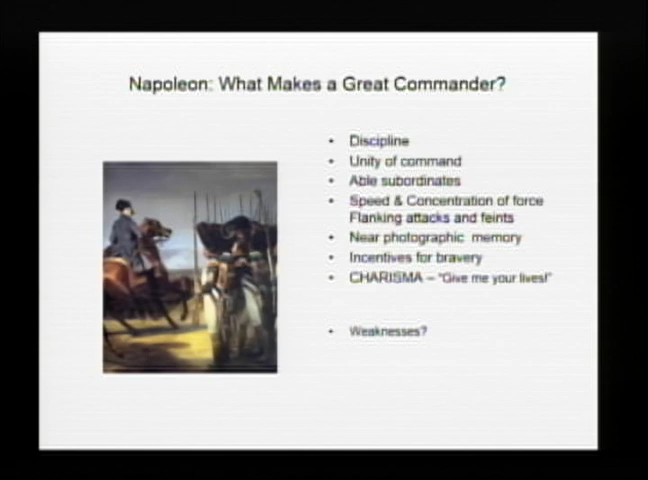 Napoleon: What Makes a Great Commander?
• Discipline
• Unity of command
• Able subordinates
• Speed & Concentration of force
Flanking attacks and feints
• Near photographic memory
• Incentives for bravery
• CHARISMA – "Give me your lives!"
• Weaknesses?